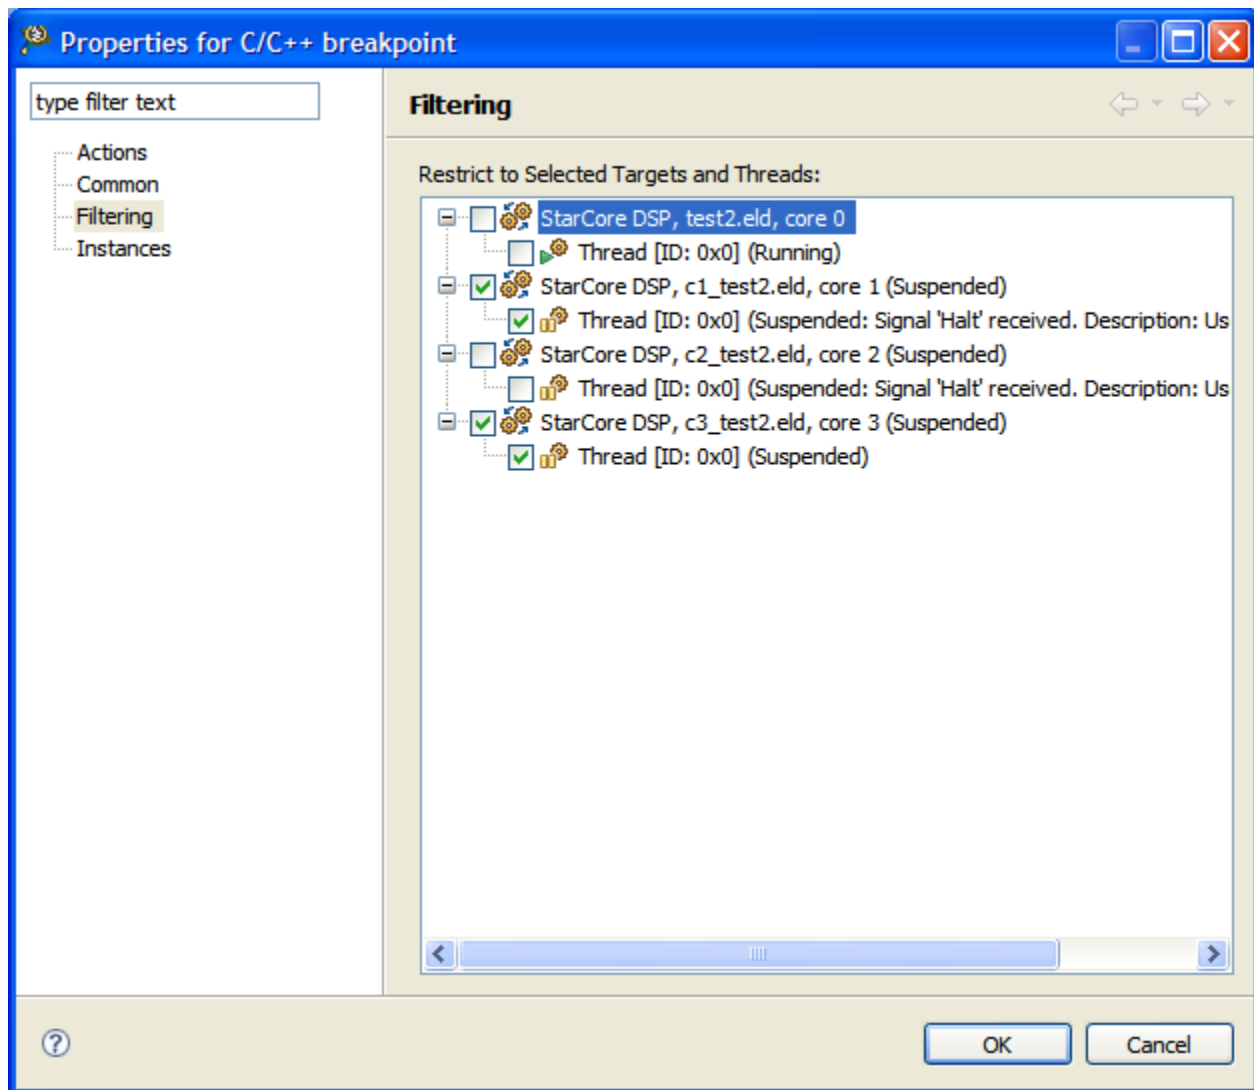 Properties for C/C++ breakpoint
type filter text
Actions
Common
Filtering
Instances
Filtering
Restrict to Selected Targets and Threads:
StarCore DSP, test2.eld, core 0
Thread [ID: 0x0] (Running)
StarCore DSP, c1_test2.eld, core 1 (Suspended)
Thread [ID: 0x0] (Suspended: Signal 'Halt' received. Description: Us
StarCore DSP, c2_test2.eld, core 2 (Suspended)
Thread [ID: 0x0] (Suspended: Signal 'Halt' received. Description: Us
StarCore DSP, c3_test2.eld, core 3 (Suspended)
Thread [ID: 0x0] (Suspended)
OK
Cancel